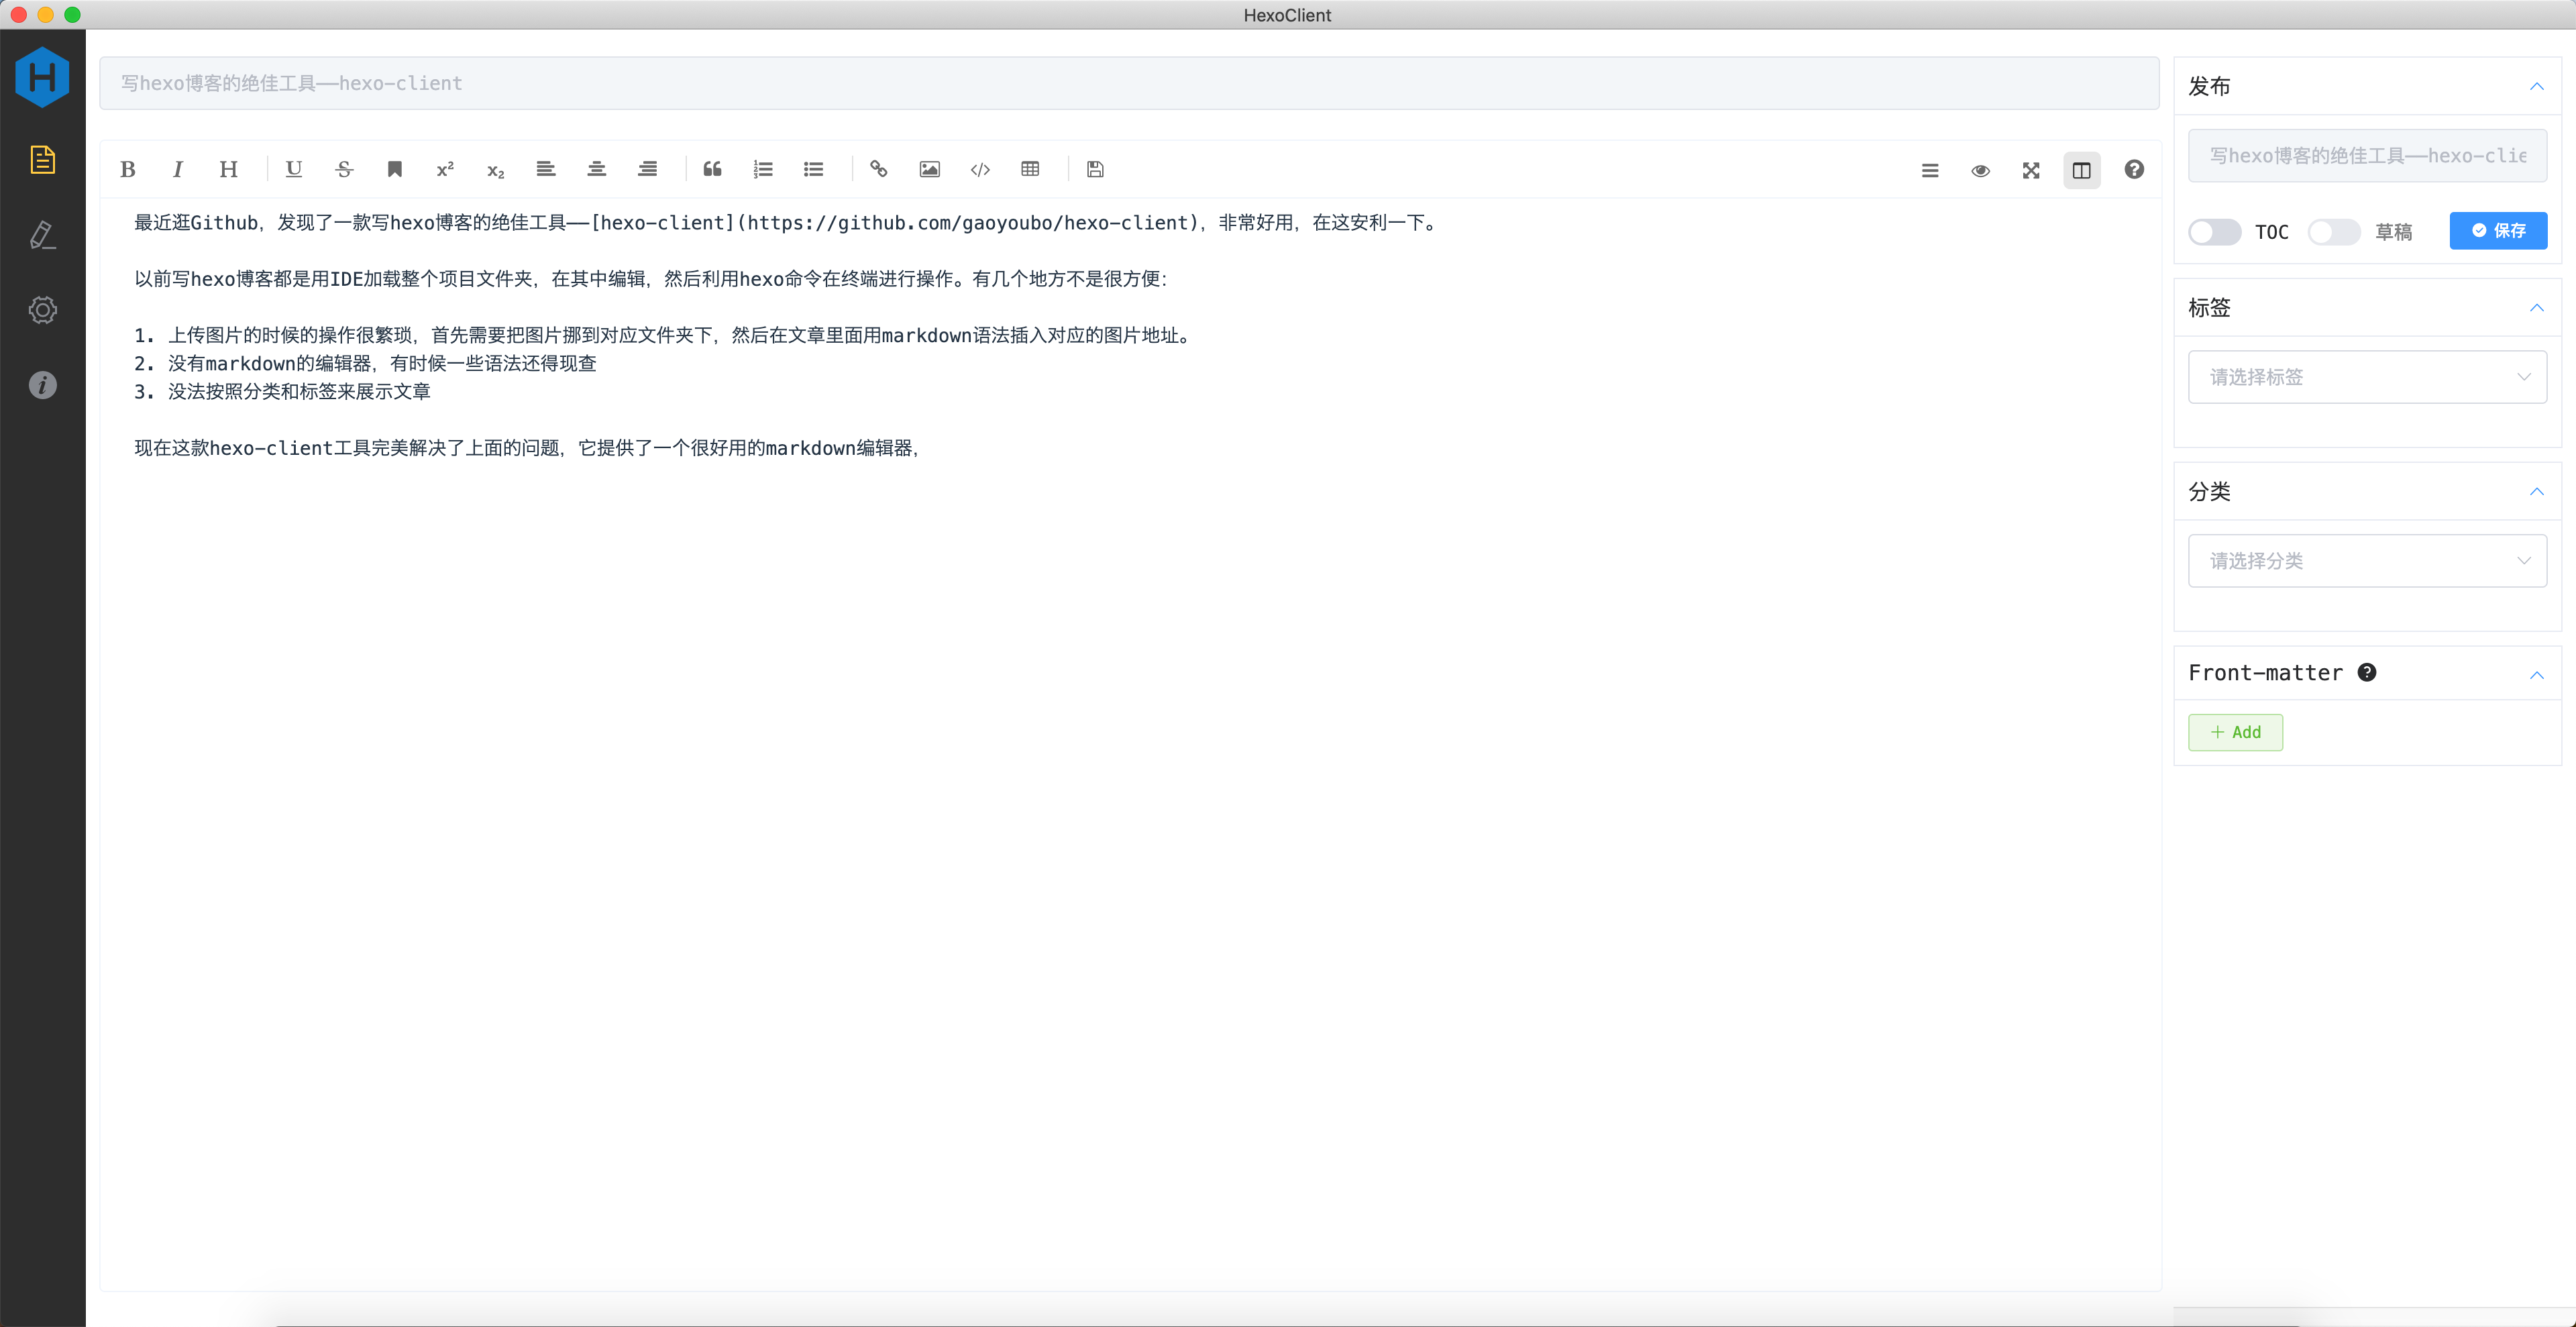 HexoClient
写hexo博客的绝佳工具——hexo-client
B I H U S x² x₂
最近逛Github，发现了一款写hexo博客的绝佳工具——[hexo-client](https://github.com/gaoyoubo/hexo-client)，非常好用，在这安利一下。
以前写hexo博客都是用IDE加载整个项目文件夹，在其中编辑，然后利用hexo命令在终端进行操作。有几个地方不是很方便：
1. 上传图片的时候的操作很繁琐，首先需要把图片挪到对应文件夹下，然后在文章里面用markdown语法插入对应的图片地址。
2. 没有markdown的编辑器，有时候一些语法还得现查
3. 没法按照分类和标签来展示文章
现在这款hexo-client工具完美解决了上面的问题，它提供了一个很好用的markdown编辑器，
发布
写hexo博客的绝佳工具——hexo-clie
TOC 草稿 保存
标签
请选择标签
分类
请选择分类
Front-matter
+ Add